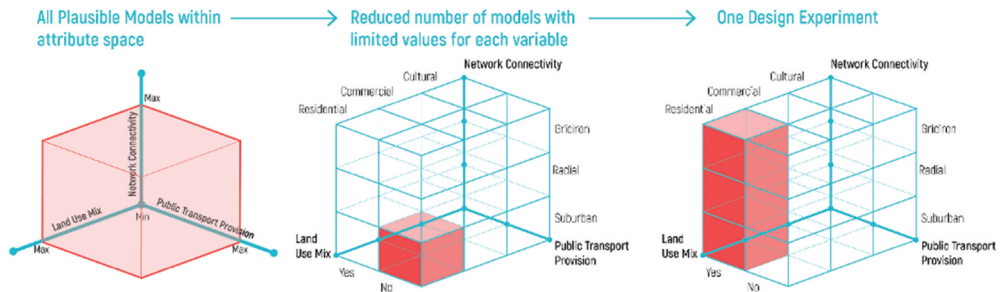 All Plausible Models within
attribute space
Reduced number of models with
limited values for each variable
One Design Experiment
Max
Network Connectivity
Land Use Mix
Min
Public Transport Provision
Max
Max
Network Connectivity
Cultural
Commercial
Residential
Gridiron
Radial
Suburban
Land
Use Mix
Public Transport
Provision
Yes
No
Network Connectivity
Cultural
Commercial
Residential
Gridiron
Radial
Suburban
Land
Use Mix
Public Transport
Provision
Yes
No